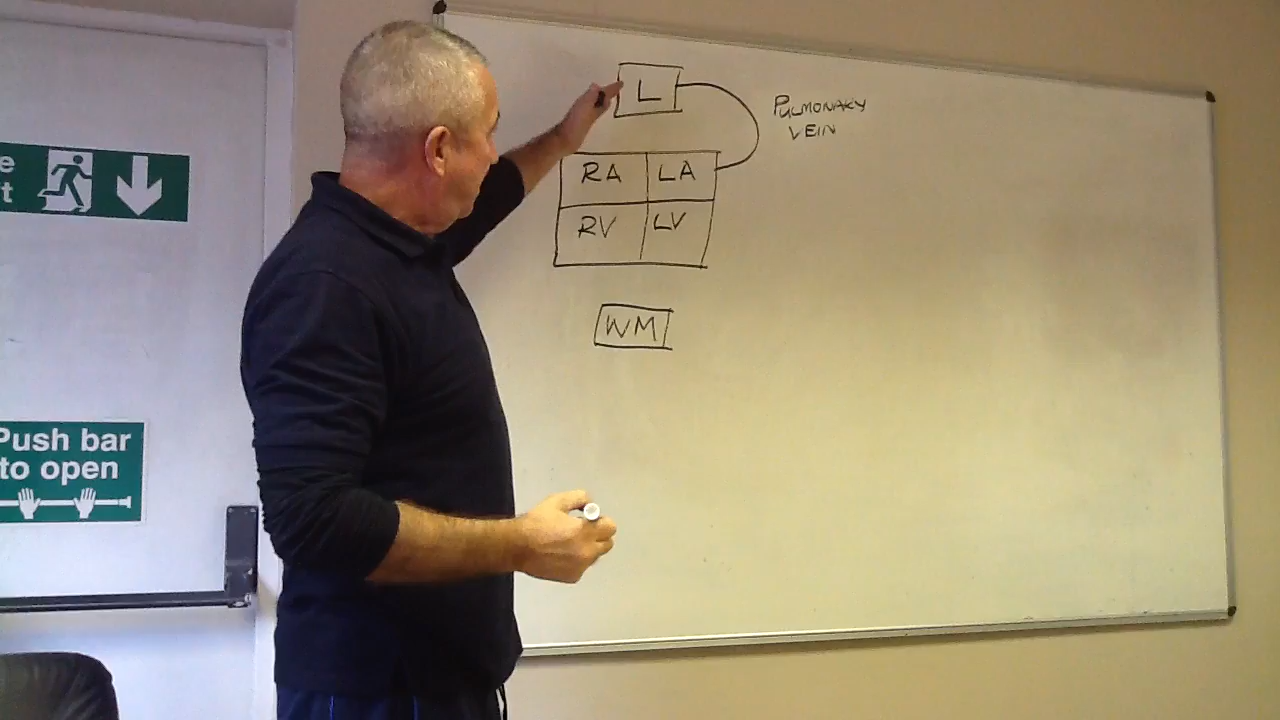 e
t
Push bar
to open
L
PULMONARY
VEIN
RA LA
RV LV
WM